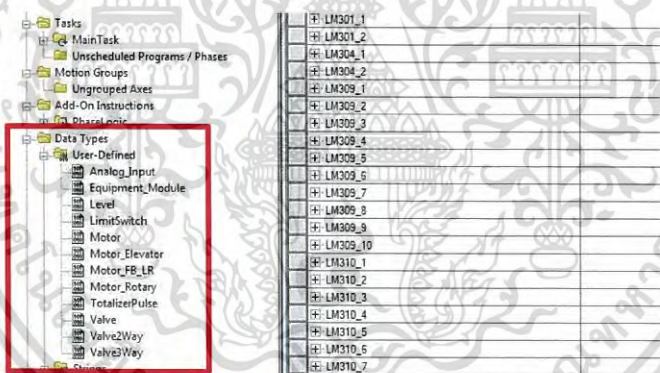 Tasks
MainTask
Unscheduled Programs / Phases
Motion Groups
Ungrouped Axes
Add-On Instructions
PhaseLogic
Data Types
User-Defined
Analog_Input
Equipment_Module
Level
LimitSwitch
Motor
Motor_Elevator
Motor_FB_LR
Motor_Rotary
TotalizerPulse
Valve
Valve2Way
Valve3Way
Strings
LM301_1
LM301_2
LM304_1
LM304_2
LM309_1
LM309_2
LM309_3
LM309_4
LM309_5
LM309_6
LM309_7
LM309_8
LM309_9
LM309_10
LM310_1
LM310_2
LM310_3
LM310_4
LM310_5
LM310_6
LM310_7